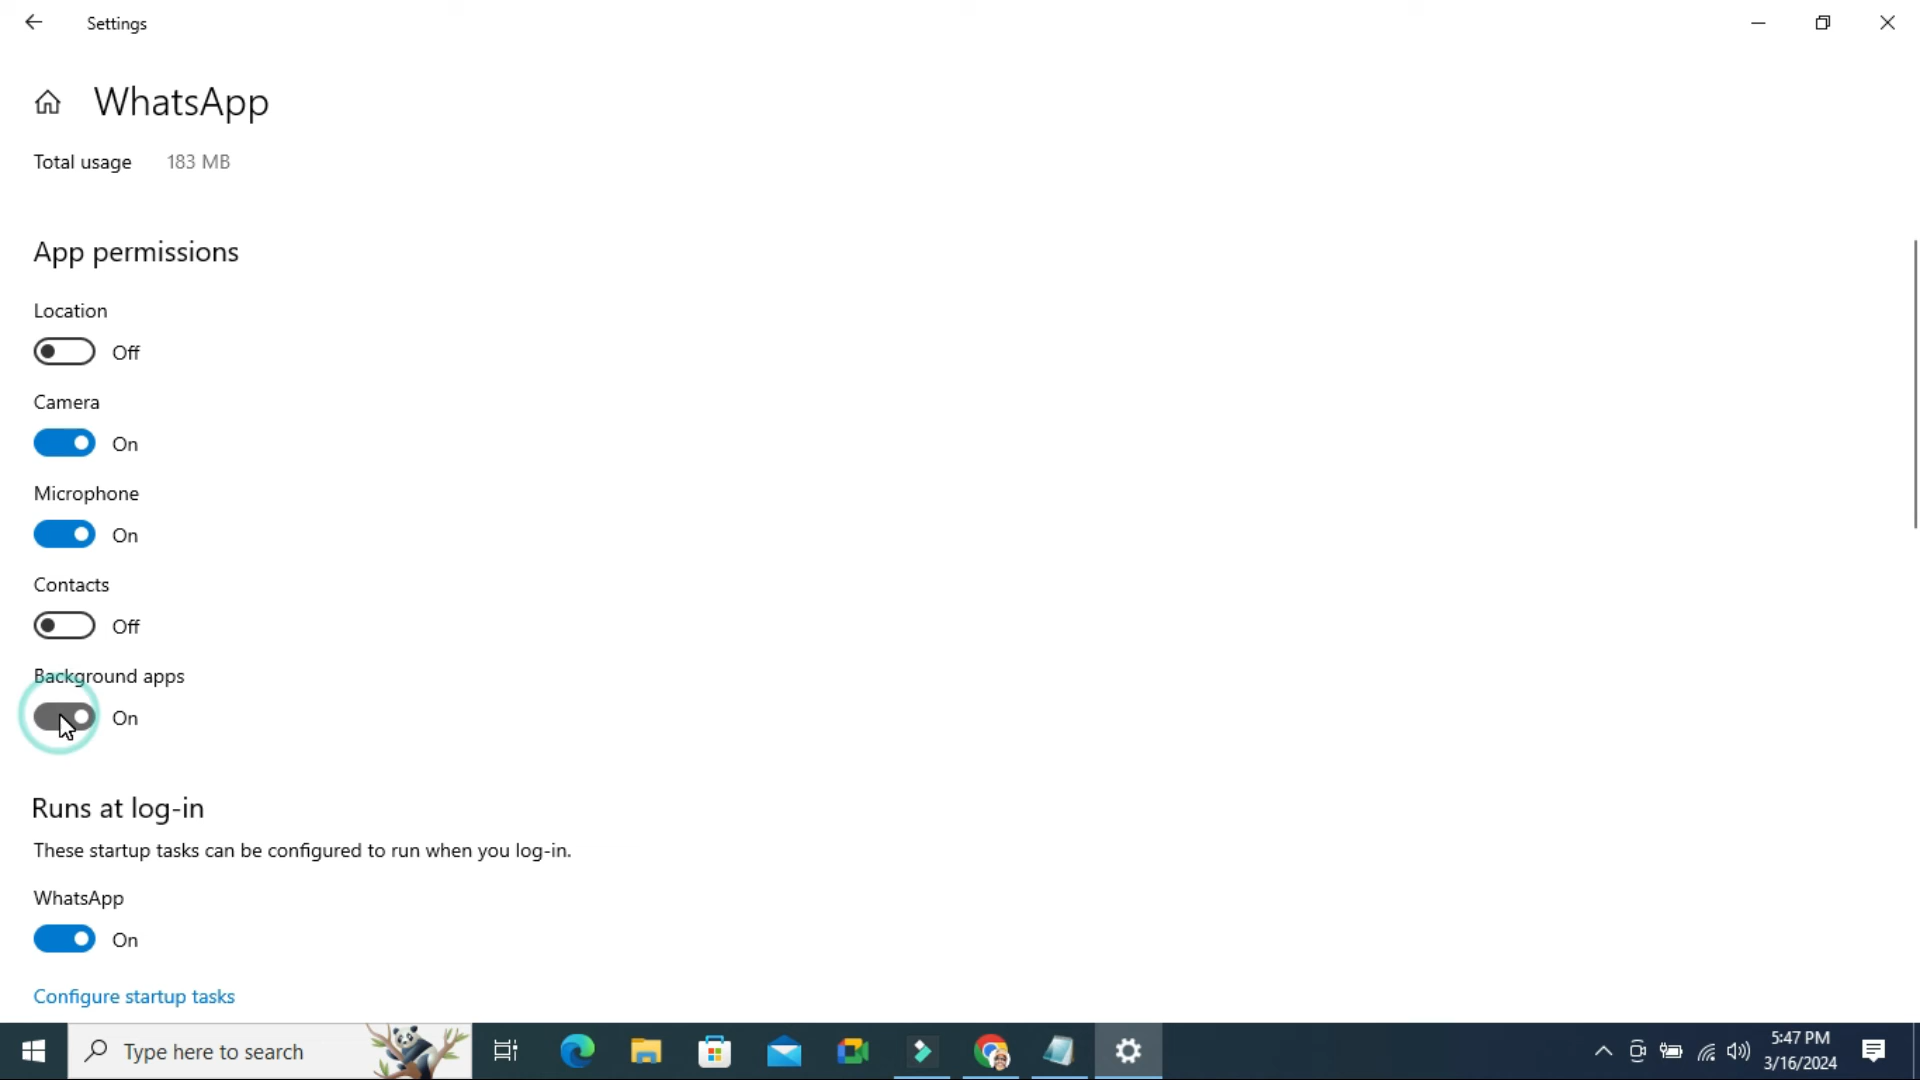 Settings
WhatsApp
Total usage 183 MB
App permissions
Location
Off
Camera
On
Microphone
On
Contacts
Off
Background apps
On
Runs at log-in
These startup tasks can be configured to run when you log-in.
WhatsApp
On
Configure startup tasks
Type here to search
5:47 PM
3/16/2024